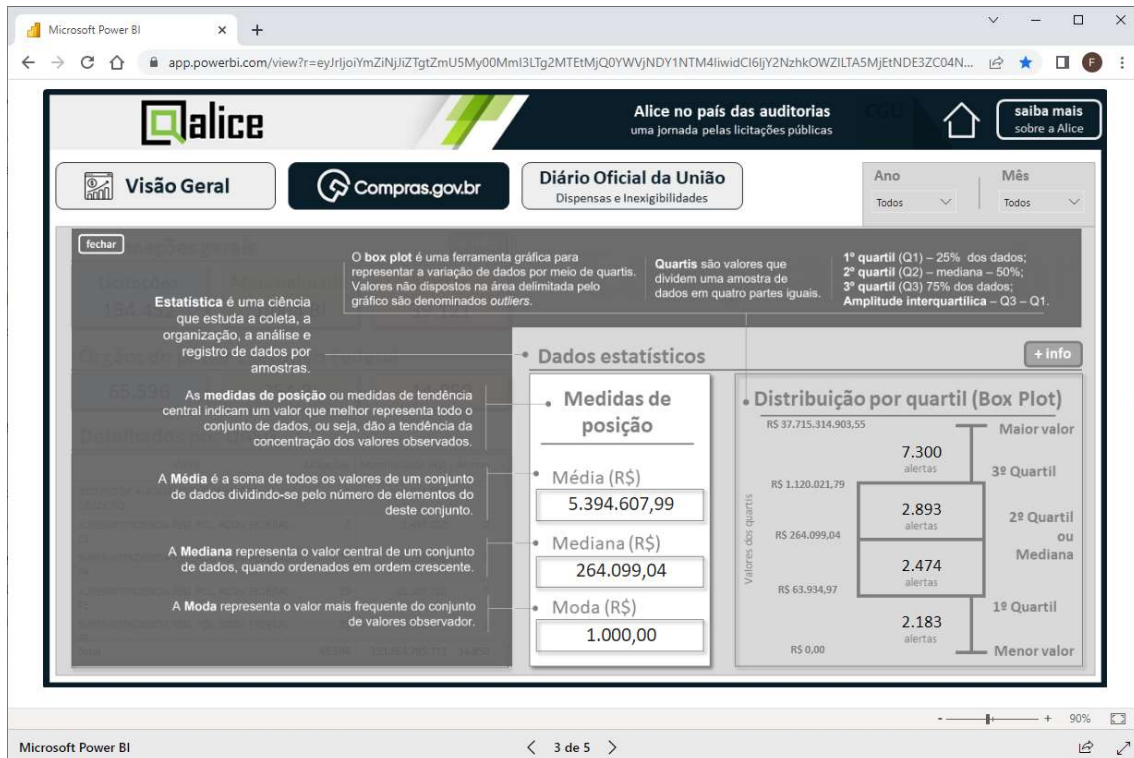 Microsoft Power BI
app.powerbi.com/view?r=eyJrIjoiYmZiNjJiZTgtZmU5My00MmI3LTg2MTEtMjQ0YWVjNDY1NTM4IiwidCI6IjY2NzhkOWZlLTA5MjEtNDE3ZC04N...
F
alice
Alice no país das auditorias
uma jornada pelas licitações públicas
CGU
saiba mais
sobre a Alice
Visão Geral
Compras.gov.br
Diário Oficial da União
Dispensas e Inexigibilidades
Ano
Todos
Mês
Todos
fechar
O box plot é uma ferramenta gráfica para
representar a variação de dados por meio de quartis.
Valores não dispostos na área delimitada pelo
gráfico são denominados outliers.
Quartis são valores que
dividem uma amostra de
dados em quatro partes iguais.
1º quartil (Q1) – 25% dos dados;
2º quartil (Q2) – mediana – 50%;
3º quartil (Q3) 75% dos dados;
Amplitude interquartílica – Q3 – Q1.
Estatística é uma ciência
que estuda a coleta, a
organização, a análise e
registro de dados por
amostras.
As medidas de posição ou medidas de tendência
central indicam um valor que melhor representa todo o
conjunto de dados, ou seja, dão a tendência da
concentração dos valores observados.
A Média é a soma de todos os valores de um conjunto
de dados dividindo-se pelo número de elementos do
deste conjunto.
A Mediana representa o valor central de um conjunto
de dados, quando ordenados em ordem crescente.
A Moda representa o valor mais frequente do conjunto
de valores observador.
Dados estatísticos
+ info
Medidas de
posição
Média (R$)
5.394.607,99
Mediana (R$)
264.099,04
Moda (R$)
1.000,00
Distribuição por quartil (Box Plot)
Valores dos quartis
R$ 37.715.314.903,55
Maior valor
7.300
alertas
3º Quartil
R$ 1.120.021,79
2.893
alertas
2º Quartil
ou
Mediana
R$ 264.099,04
2.474
alertas
R$ 63.934,97
1º Quartil
2.183
alertas
R$ 0,00
Menor valor
- + 90%
Microsoft Power BI
3 de 5